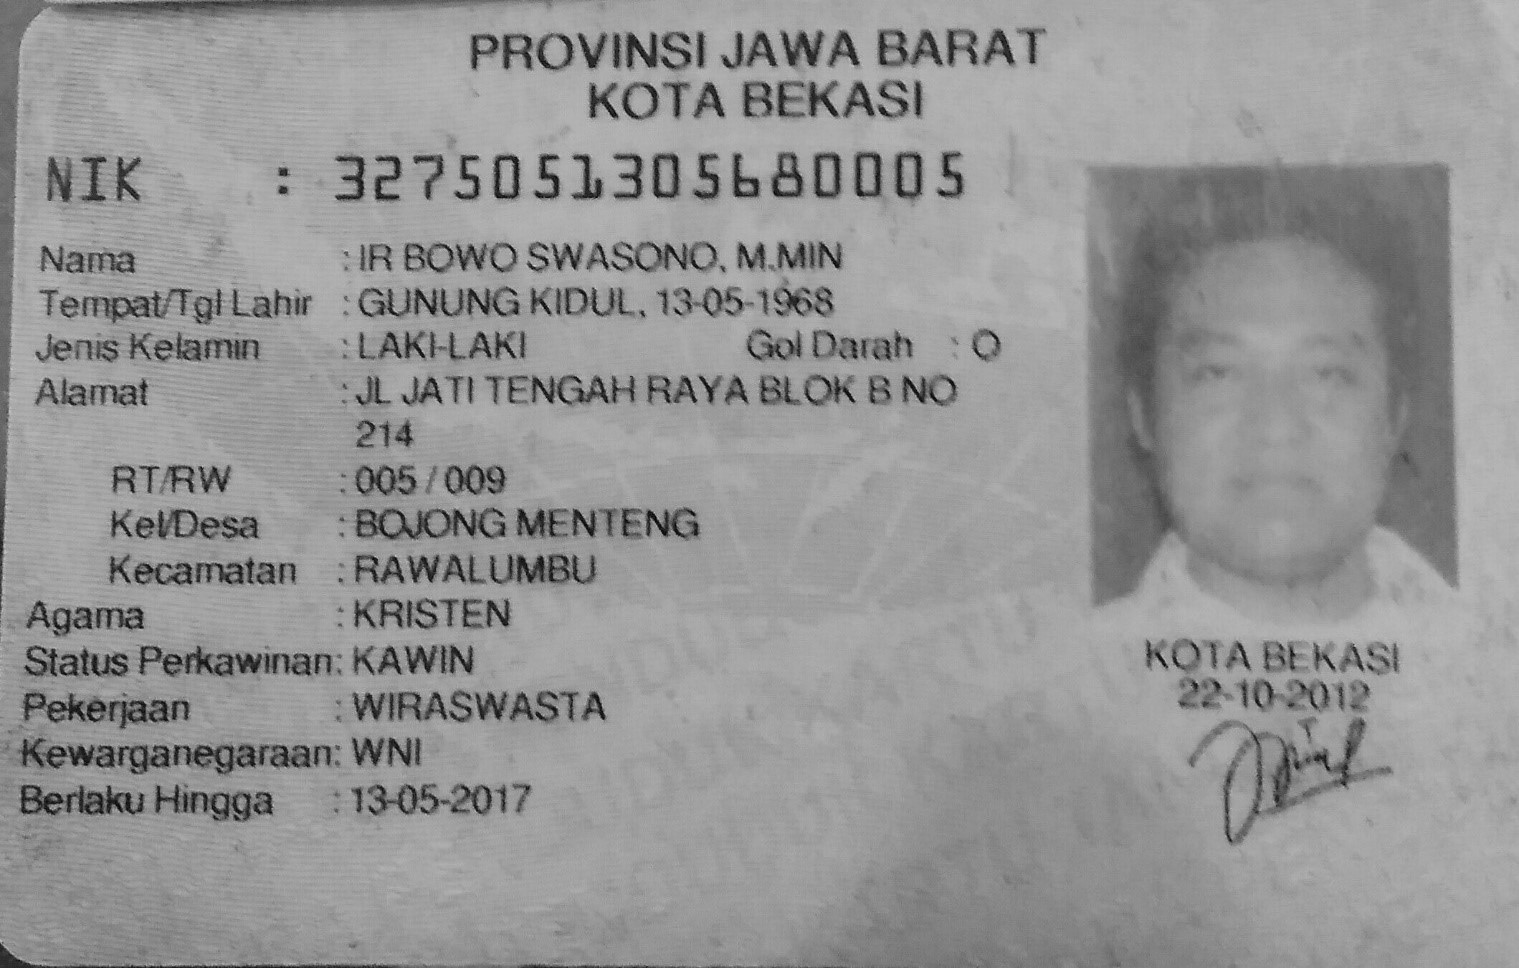 PROVINSI JAWA BARAT
KOTA BEKASI
NIK : 3275051305680005
Nama : IR BOWO SWASONO, M.MIN
Tempat/Tgl Lahir : GUNUNG KIDUL, 13-05-1968
Jenis Kelamin : LAKI-LAKI Gol Darah : O
Alamat : JL JATI TENGAH RAYA BLOK B NO
214
RT/RW : 005 / 009
Kel/Desa : BOJONG MENTENG
Kecamatan : RAWALUMBU
Agama : KRISTEN
Status Perkawinan: KAWIN
Pekerjaan : WIRASWASTA
Kewarganegaraan: WNI
Berlaku Hingga : 13-05-2017
KOTA BEKASI
22-10-2012